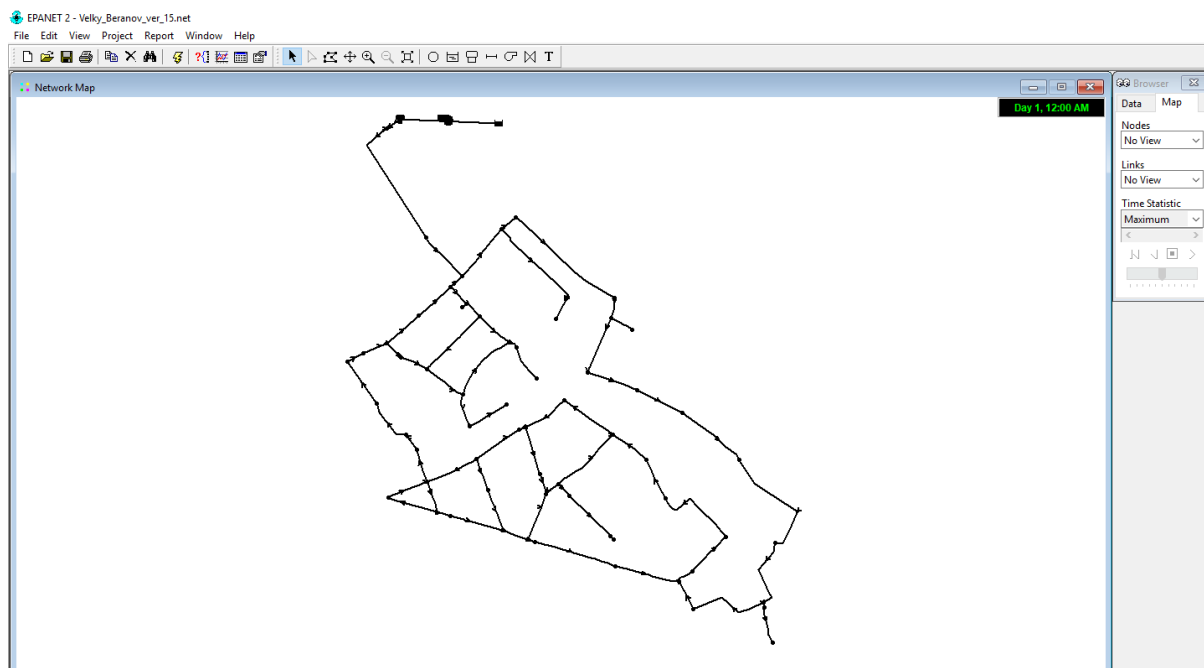 EPANET 2 - Velky_Beranov_ver_15.net
File Edit View Project Report Window Help
T
Network Map
Browser
Day 1, 12:00 AM
Data Map
Nodes
No View
Links
No View
Time Statistic
Maximum